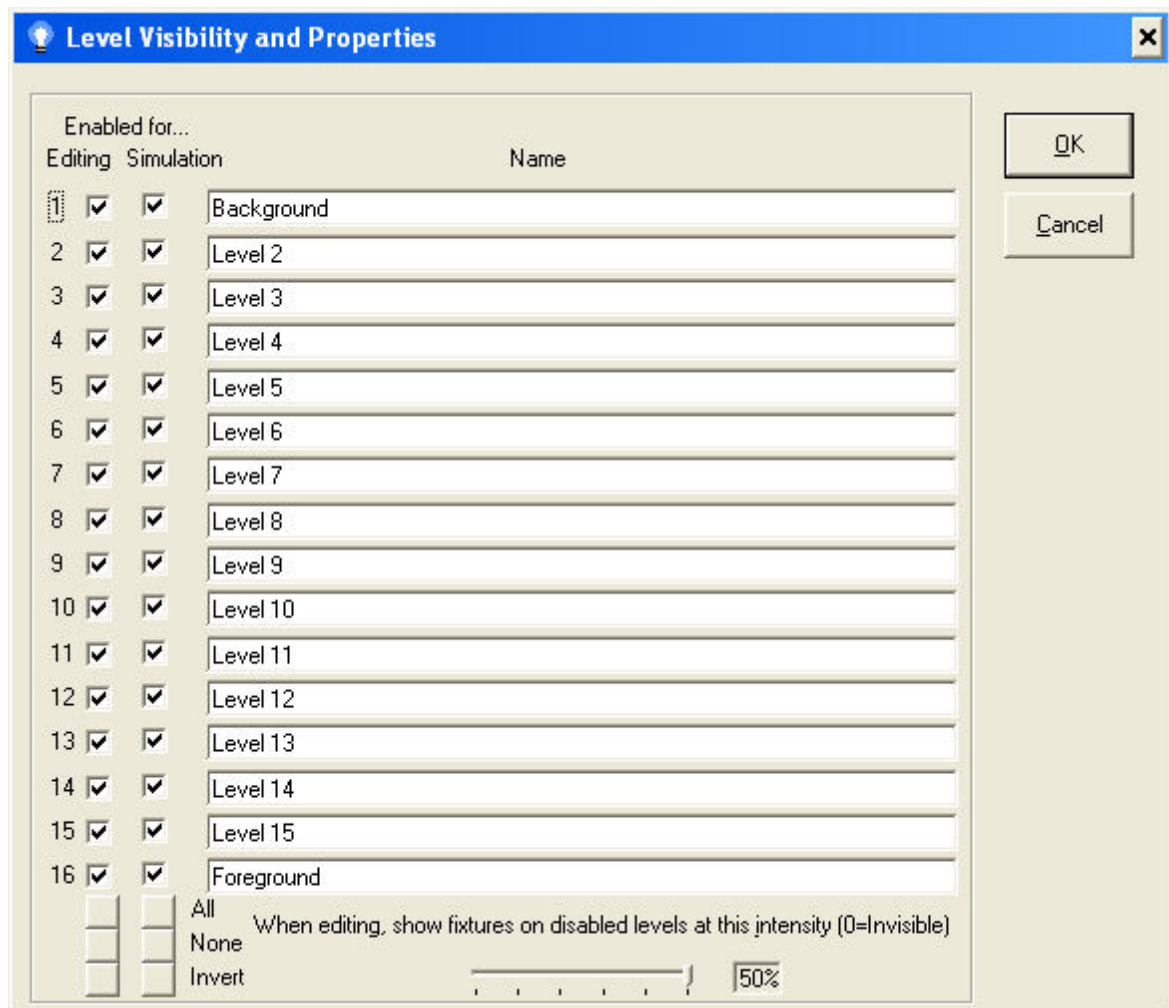 Level Visibility and Properties
Enabled for...
Editing Simulation Name
OK
Cancel
1 Background
2 Level 2
3 Level 3
4 Level 4
5 Level 5
6 Level 6
7 Level 7
8 Level 8
9 Level 9
10 Level 10
11 Level 11
12 Level 12
13 Level 13
14 Level 14
15 Level 15
16 Foreground
All
When editing, show fixtures on disabled levels at this intensity (0=Invisible)
None
Invert
50%